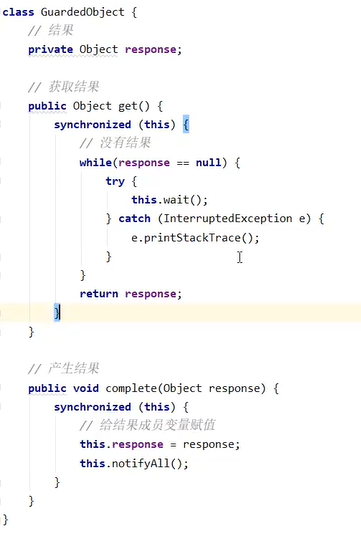 class GuardedObject {
// 结果
private Object response;
// 获取结果
public Object get() {
synchronized (this) {
// 没有结果
while(response == null) {
try {
this.wait();
} catch (InterruptedException e) {
e.printStackTrace();
}
}
return response;
}
}
// 产生结果
public void complete(Object response) {
synchronized (this) {
// 给结果成员变量赋值
this.response = response;
this.notifyAll();
}
}
}